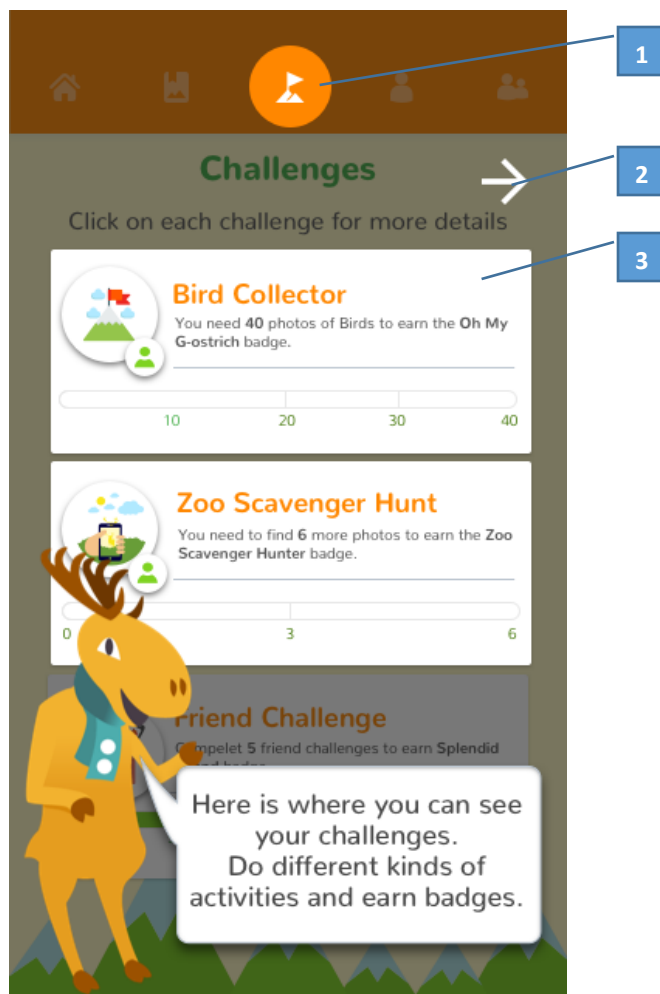 1
Challenges
2
Click on each challenge for more details
3
Bird Collector
You need 40 photos of Birds to earn the Oh My
G-ostrich badge.
10 20 30 40
Zoo Scavenger Hunt
You need to find 6 more photos to earn the Zoo
Scavenger Hunter badge.
0 3 6
Friend Challenge
Compelet 5 friend challenges to earn Splendid
badge
Here is where you can see
your challenges.
Do different kinds of
activities and earn badges.